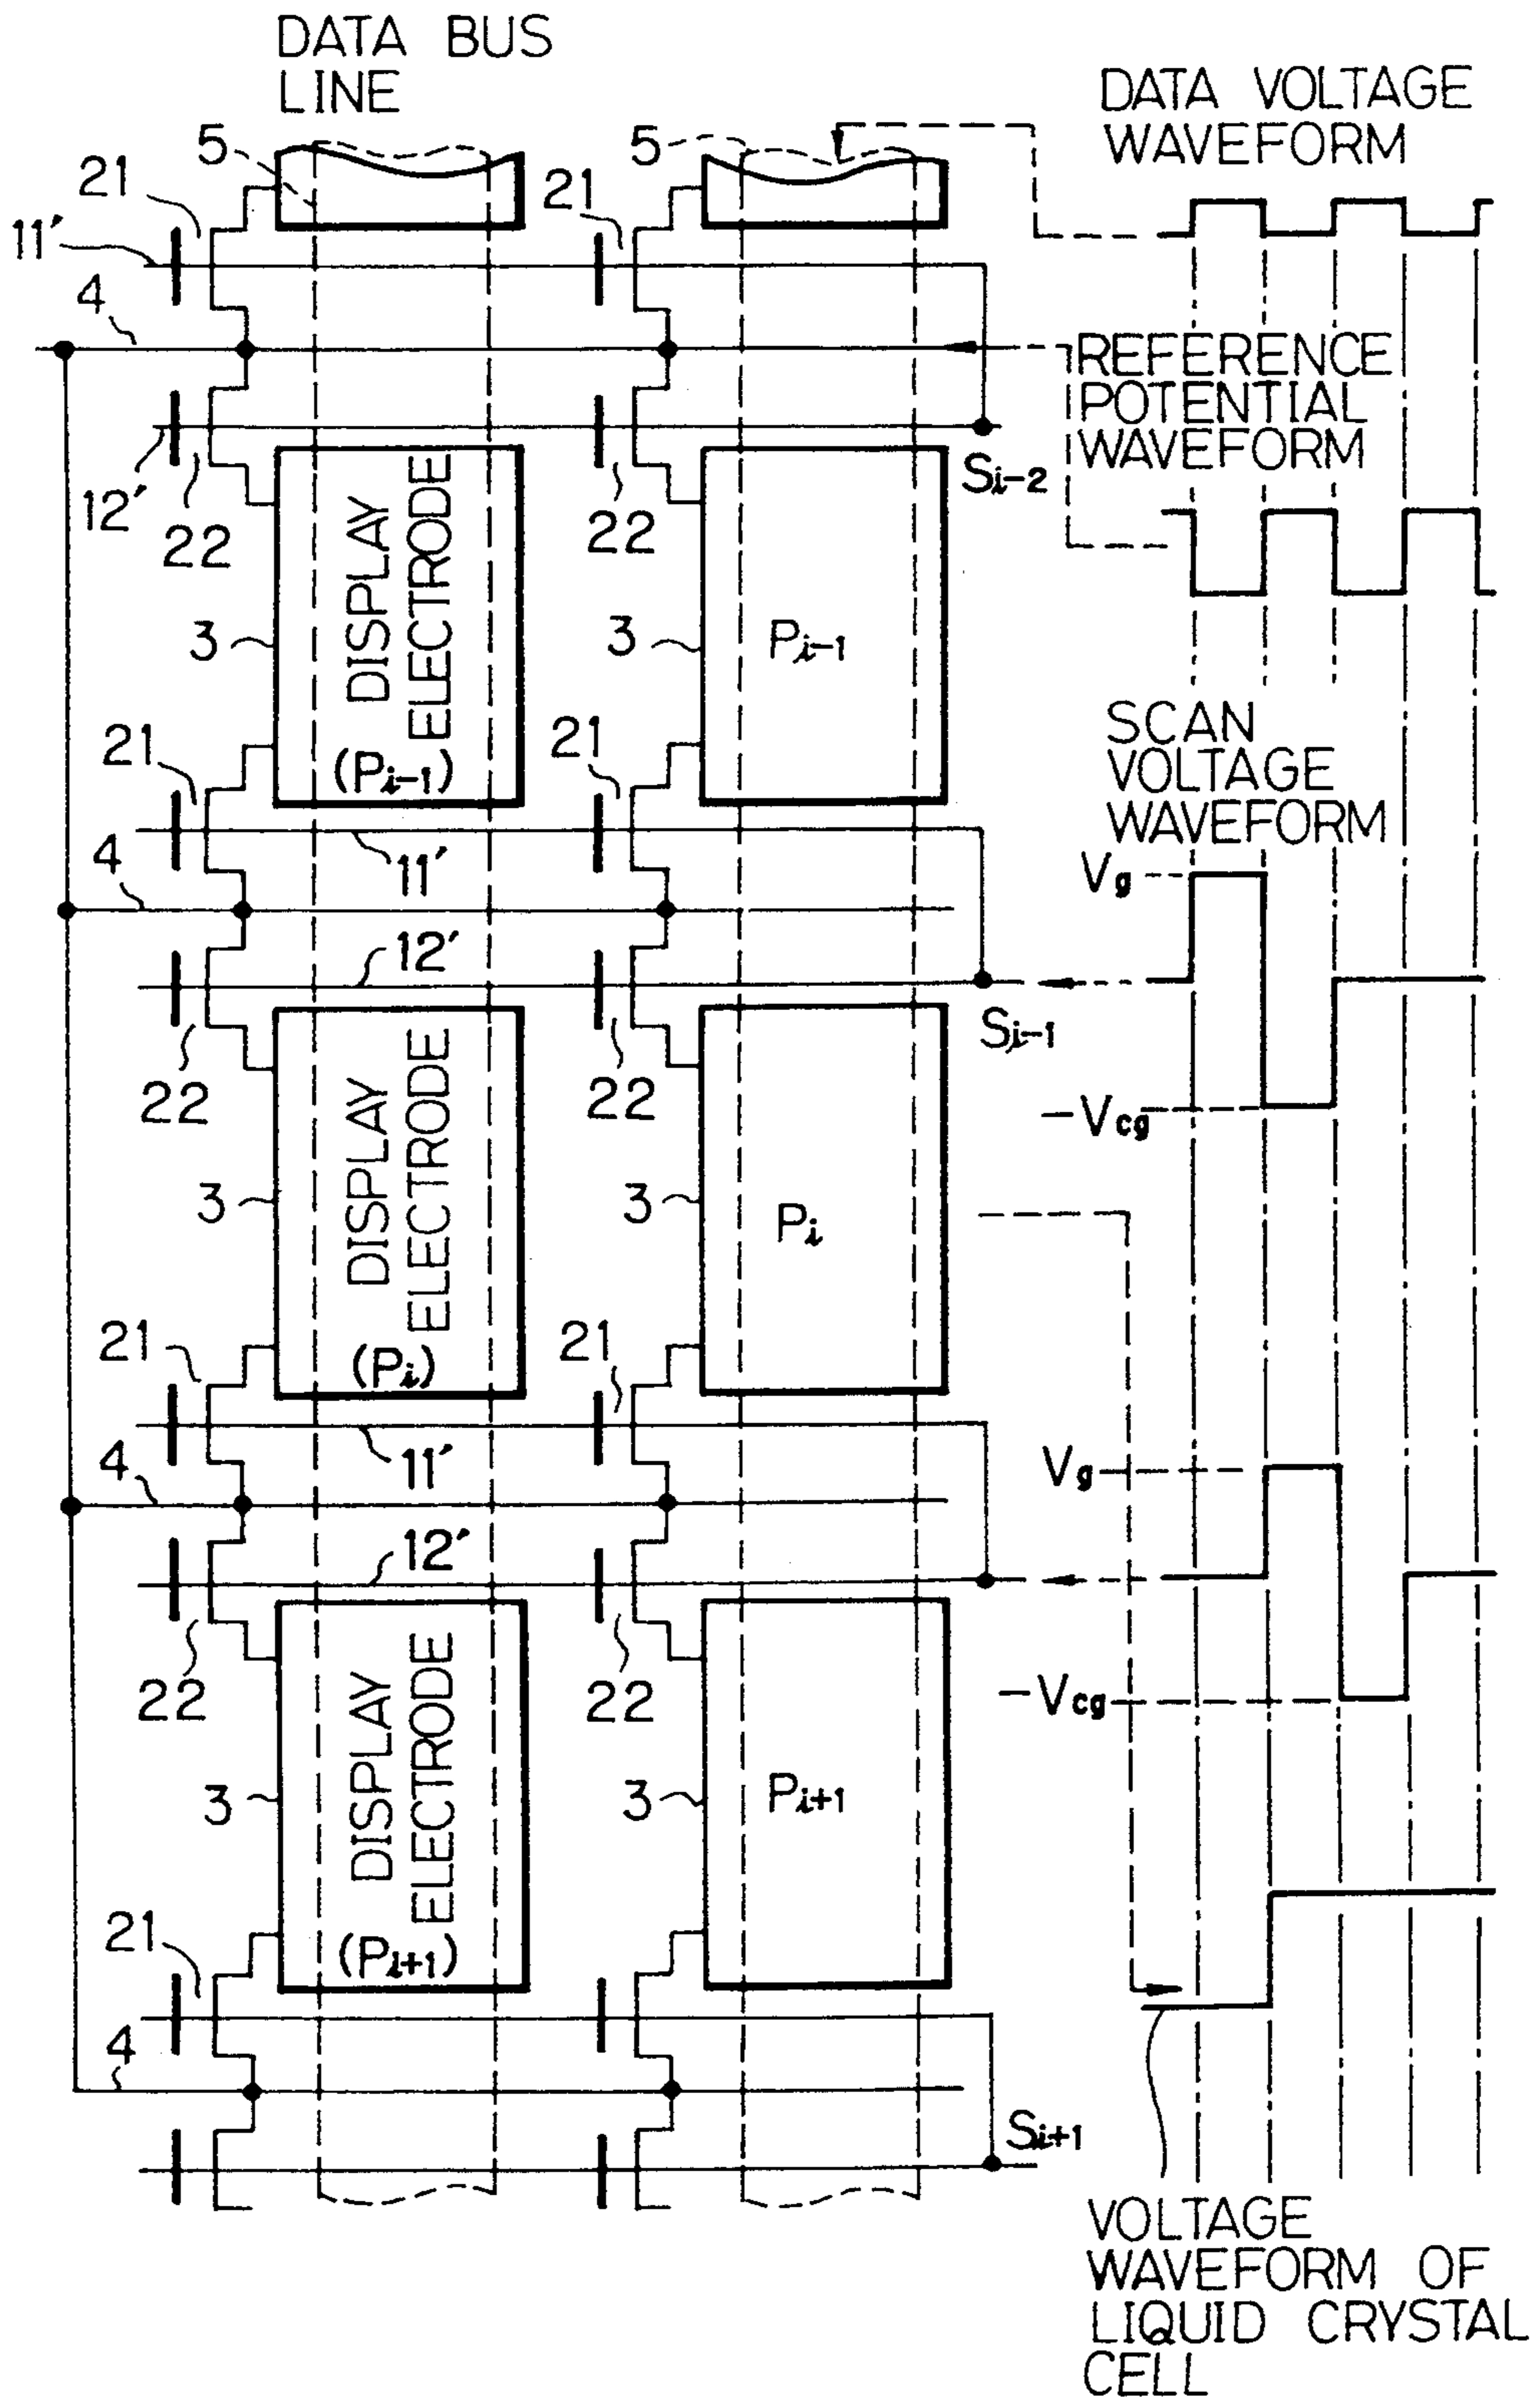 DATA BUS
LINE
DATA VOLTAGE
WAVEFORM
5
5
21
21
11′
4
REFERENCE
POTENTIAL
WAVEFORM
12′
22
22
Si-2
DISPLAY
ELECTRODE
(Pi-1)
3
3
Pi-1
SCAN
VOLTAGE
WAVEFORM
21
21
11′
4
Vg
12′
Si-1
22
22
-Vcg
DISPLAY
ELECTRODE
(Pi)
3
3
Pi
21
21
11′
4
Vg
12′
22
22
-Vcg
DISPLAY
ELECTRODE
(Pi+1)
3
3
Pi+1
21
4
Si+1
VOLTAGE
WAVEFORM OF
LIQUID CRYSTAL
CELL